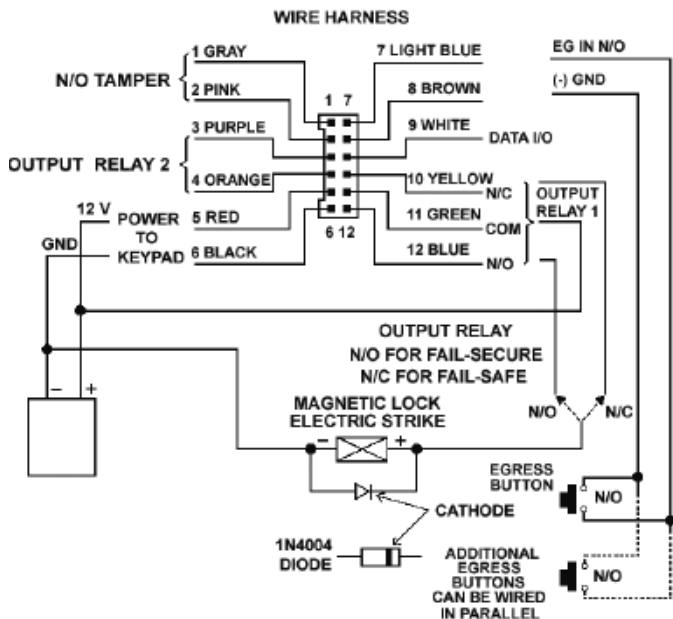 WIRE HARNESS
1 GRAY
7 LIGHT BLUE
EG IN N/O
N/O TAMPER
(-) GND
2 PINK
1 7
8 BROWN
3 PURPLE
9 WHITE
DATA I/O
OUTPUT RELAY 2
4 ORANGE
10 YELLOW
N/C
OUTPUT
RELAY 1
12 V
POWER
TO
KEYPAD
5 RED
11 GREEN
COM
GND
6 BLACK
6 12
12 BLUE
N/O
OUTPUT RELAY
N/O FOR FAIL-SECURE
N/C FOR FAIL-SAFE
- +
MAGNETIC LOCK
ELECTRIC STRIKE
- +
N/O
N/C
EGRESS
BUTTON
N/O
CATHODE
1N4004
DIODE
ADDITIONAL
EGRESS
BUTTONS
CAN BE WIRED
IN PARALLEL
N/O